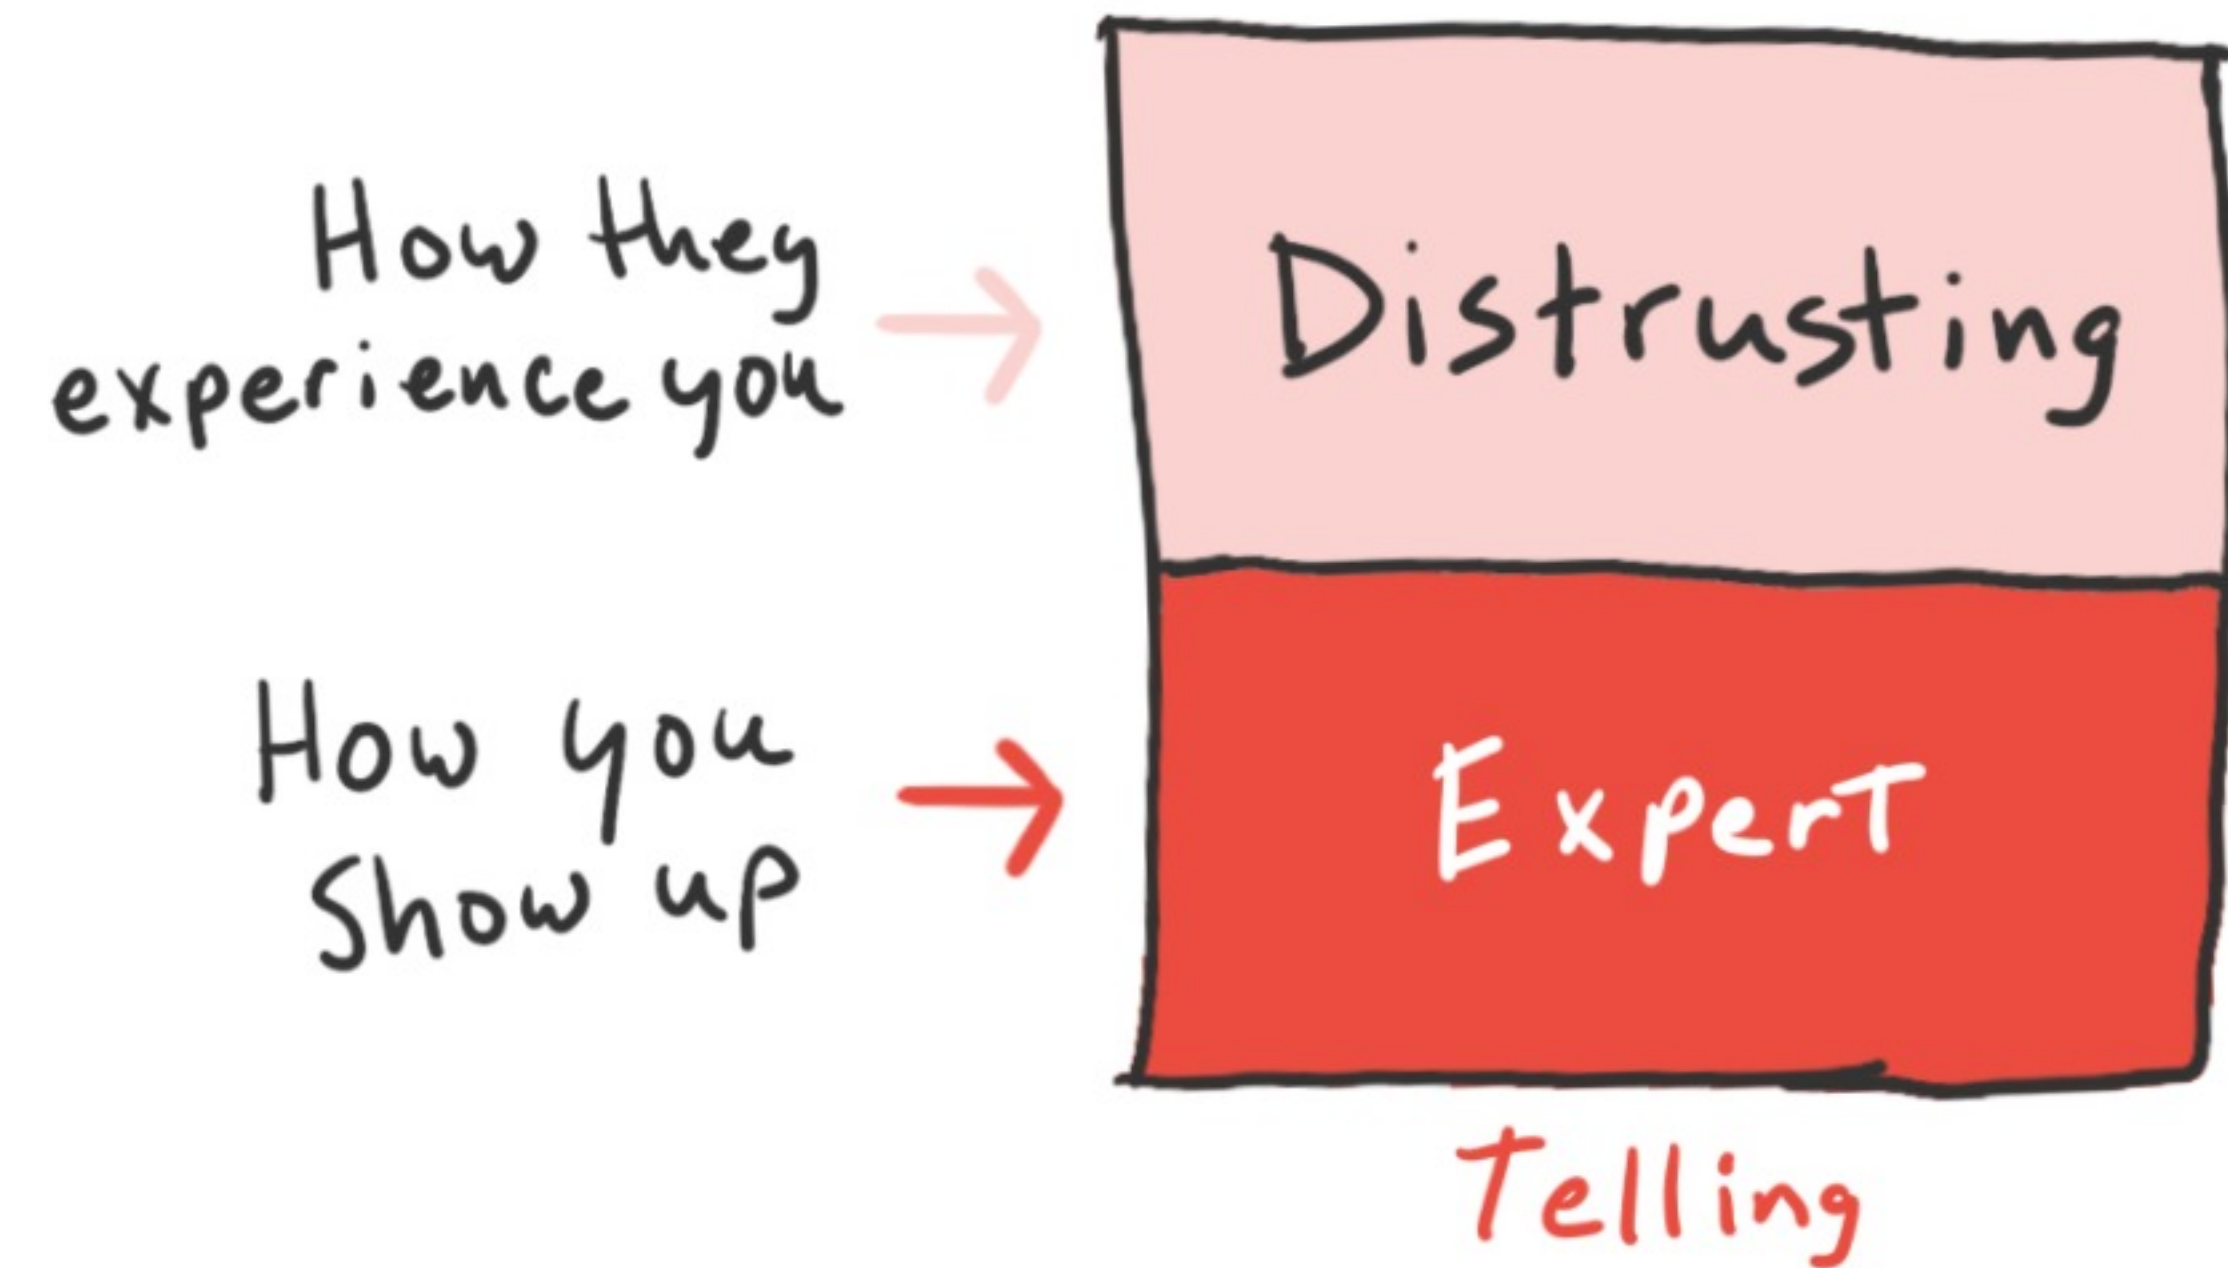 How they
experience you
Distrusting
How you
Show up
Expert
Telling